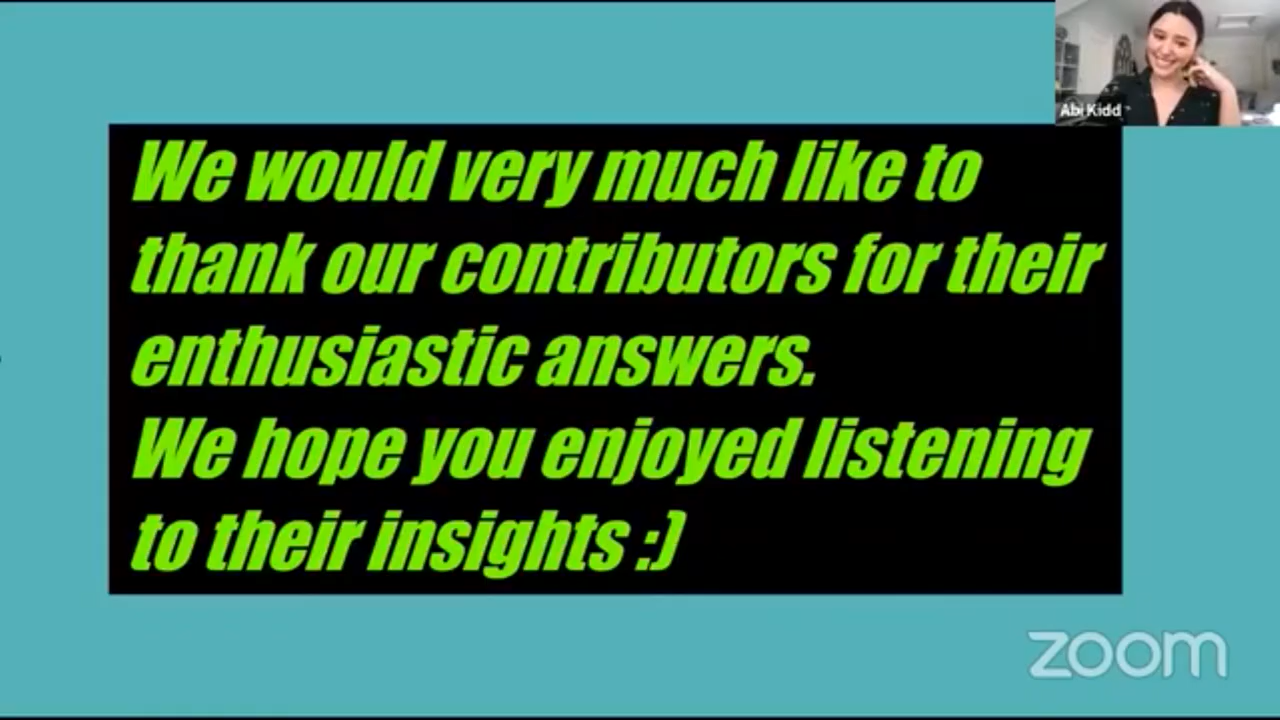 Abi Kidd
We would very much like to
thank our contributors for their
enthusiastic answers.
We hope you enjoyed listening
to their insights :)
zoom